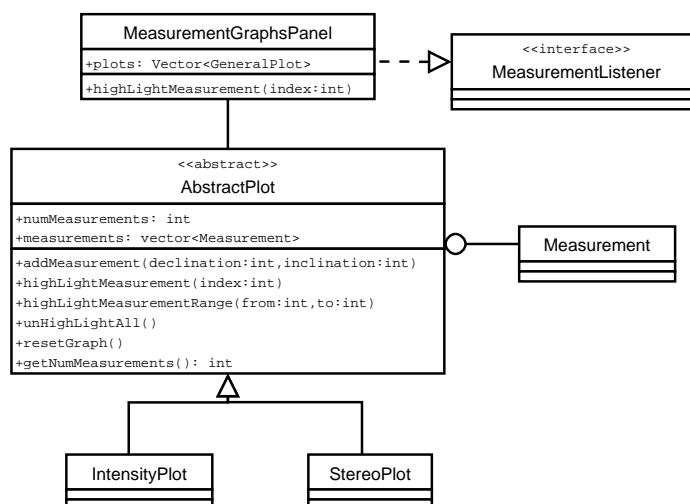 MeasurementGraphsPanel
+plots: Vector<GeneralPlot>
+highLightMeasurement(index:int)
<<interface>>
MeasurementListener
<<abstract>>
AbstractPlot
+numMeasurements: int
+measurements: vector<Measurement>
+addMeasurement(declination:int,inclination:int)
+highLightMeasurement(index:int)
+highLightMeasurementRange(from:int,to:int)
+unHighLightAll()
+resetGraph()
+getNumMeasurements(): int
Measurement
IntensityPlot
StereoPlot